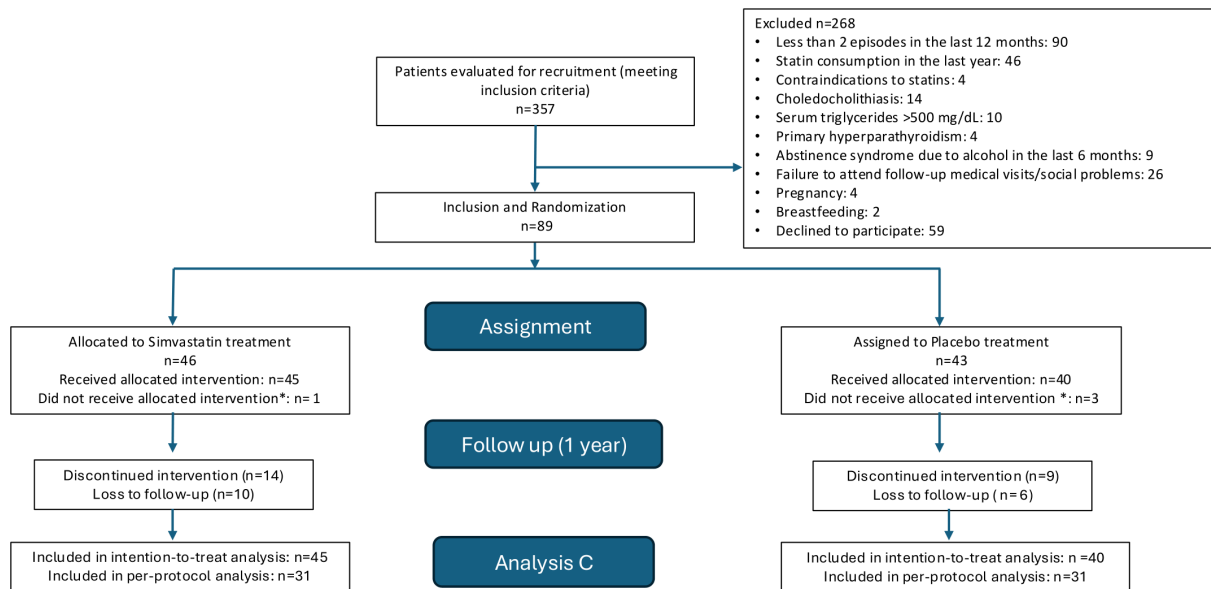 Patients evaluated for recruitment (meeting
inclusion criteria)
n=357
Excluded n=268
• Less than 2 episodes in the last 12 months: 90
• Statin consumption in the last year: 46
• Contraindications to statins: 4
• Choledocholithiasis: 14
• Serum triglycerides >500 mg/dL: 10
• Primary hyperparathyroidism: 4
• Abstinence syndrome due to alcohol in the last 6 months: 9
• Failure to attend follow-up medical visits/social problems: 26
• Pregnancy: 4
• Breastfeeding: 2
• Declined to participate: 59
Inclusion and Randomization
n=89
Assignment
Allocated to Simvastatin treatment
n=46
Received allocated intervention: n=45
Did not receive allocated intervention*: n= 1
Assigned to Placebo treatment
n=43
Received allocated intervention: n=40
Did not receive allocated intervention *: n=3
Follow up (1 year)
Discontinued intervention (n=14)
Loss to follow-up (n=10)
Discontinued intervention (n=9)
Loss to follow-up ( n= 6)
Analysis C
Included in intention-to-treat analysis: n=45
Included in per-protocol analysis: n=31
Included in intention-to-treat analysis: n =40
Included in per-protocol analysis: n=31